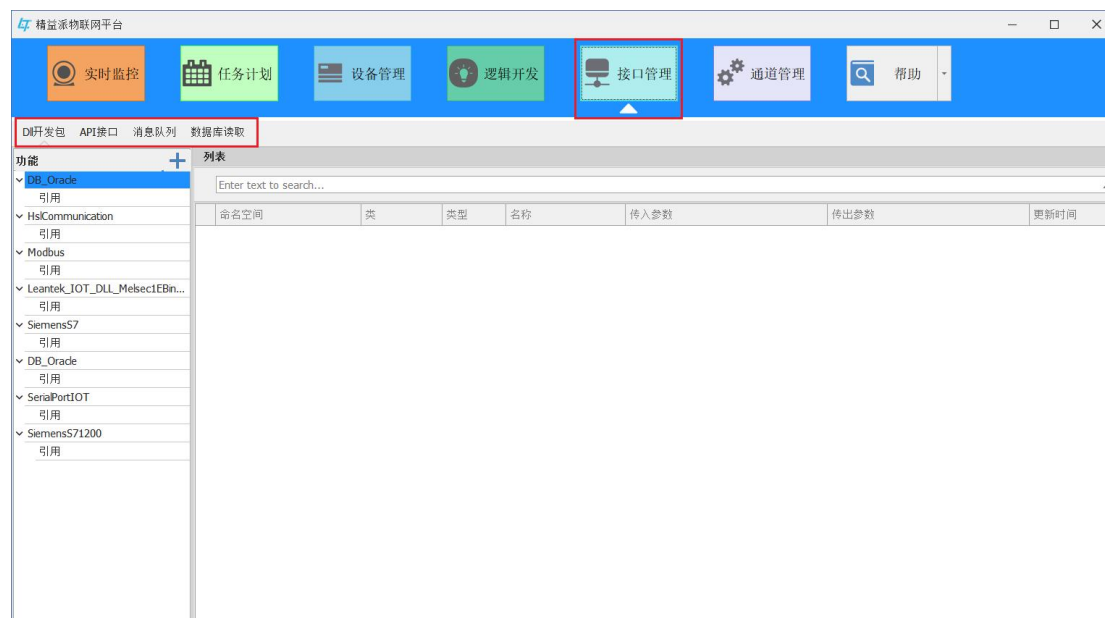 精益派物联网平台
实时监控 任务计划 设备管理 逻辑开发 接口管理 通道管理 帮助
Dll开发包 API接口 消息队列 数据库读取
功能
列表
Enter text to search...
命名空间 类 类型 名称 传入参数 传出参数 更新时间
DB_Oracle
引用
HslCommunication
引用
Modbus
引用
Leantek_IOT_DLL_Melsec1EBin...
引用
SiemensS7
引用
DB_Oracle
引用
SerialPortIOT
引用
SiemensS71200
引用